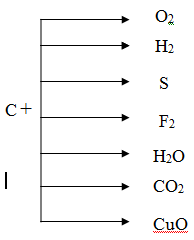 O₂
H₂
S
C + F₂
H₂O
CO₂
CuO